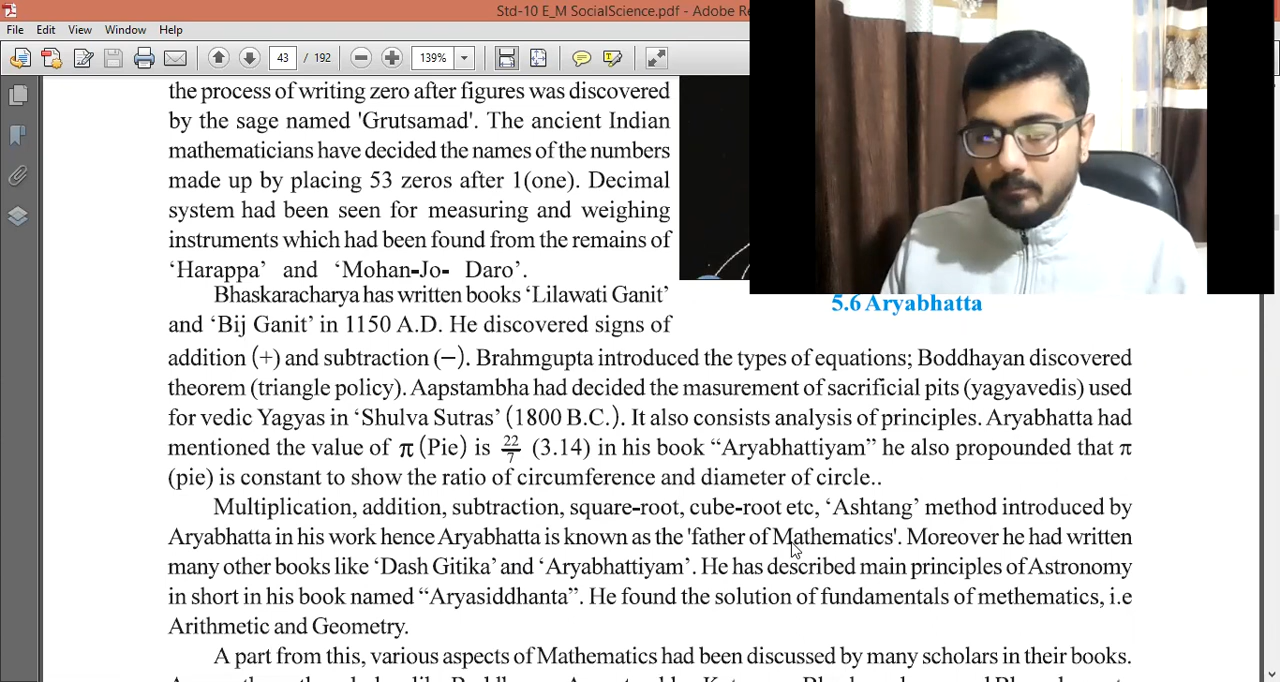 Std-10 E_M SocialScience.pdf - Adobe Re
File Edit View Window Help
43 / 192 139%
the process of writing zero after figures was discovered
by the sage named 'Grutsamad'. The ancient Indian
mathematicians have decided the names of the numbers
made up by placing 53 zeros after 1(one). Decimal
system had been seen for measuring and weighing
instruments which had been found from the remains of
‘Harappa’ and ‘Mohan-Jo- Daro’.
Bhaskaracharya has written books ‘Lilawati Ganit’
and ‘Bij Ganit’ in 1150 A.D. He discovered signs of
5.6 Aryabhatta
addition (+) and subtraction (−). Brahmgupta introduced the types of equations; Boddhayan discovered
theorem (triangle policy). Aapstambha had decided the masurement of sacrificial pits (yagyavedis) used
for vedic Yagyas in ‘Shulva Sutras’ (1800 B.C.). It also consists analysis of principles. Aryabhatta had
mentioned the value of π (Pie) is 22/7 (3.14) in his book “Aryabhattiyam” he also propounded that π
(pie) is constant to show the ratio of circumference and diameter of circle..
Multiplication, addition, subtraction, square-root, cube-root etc, ‘Ashtang’ method introduced by
Aryabhatta in his work hence Aryabhatta is known as the 'father of Mathematics'. Moreover he had written
many other books like ‘Dash Gitika’ and ‘Aryabhattiyam’. He has described main principles of Astronomy
in short in his book named “Aryasiddhanta”. He found the solution of fundamentals of methematics, i.e
Arithmetic and Geometry.
A part from this, various aspects of Mathematics had been discussed by many scholars in their books.